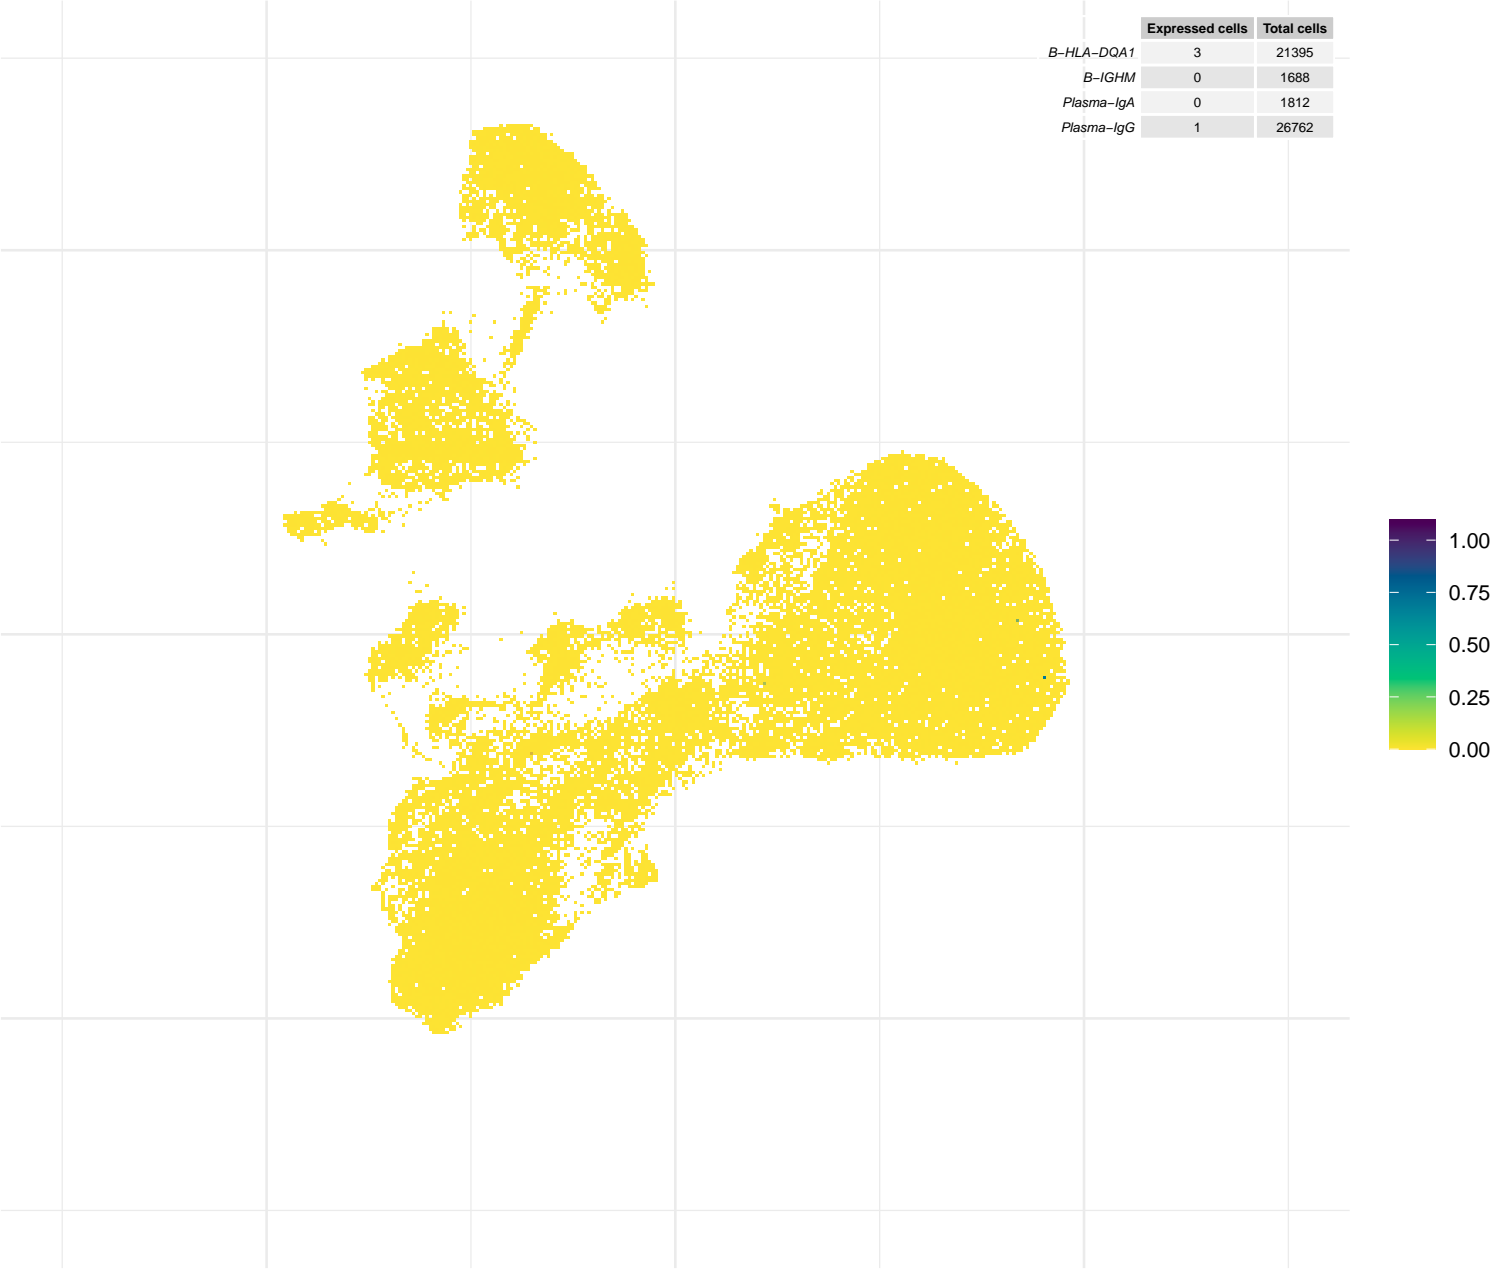 Expressed cells Total cells
B−HLA−DQA1 3 21395
B−IGHM 0 1688
Plasma−IgA 0 1812
Plasma−IgG 1 26762
1.00
0.75
0.50
0.25
0.00